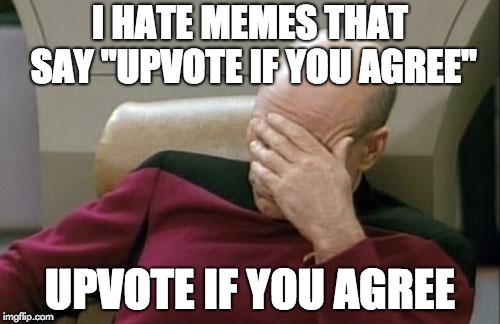 I HATE MEMES THAT
SAY "UPVOTE IF YOU AGREE"
UPVOTE IF YOU AGREE
imgflip.com